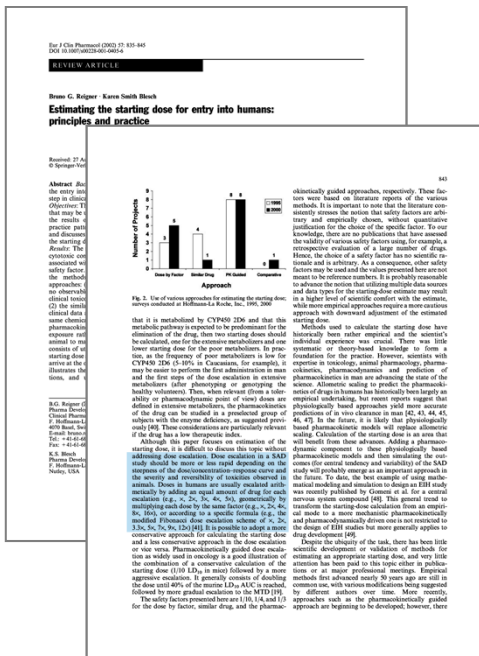 Eur J Clin Pharmacol (2002) 57: 835–845
DOI 10.1007/s00228-001-0405-6
REVIEW ARTICLE
Bruno G. Reigner · Karen Smith Blesch
Estimating the starting dose for entry into humans:
principles and practice
Received: 27 Au
© Springer-Verl
B.G. Reigner
Pharma Develo
Clinical Pharma
F. Hoffmann-L
K.S. Blesch
Pharma Develo
F. Hoffmann-L
Nutley, USA
843
Number of Projects
9
8
7
6
5
4
3
2
1
0
3
5
4
1
8
8
0
1
1995
2000
Dose by Factor
Similar Drug
PK Guided
Comparative
Approach
Fig. 2. Use of various approaches for estimating the starting dose;
surveys conducted at Hoffmann-La Roche, Inc., 1995, 2000
that it is metabolized by CYP450 2D6 and that this
metabolic pathway is expected to be predominant for the
elimination of the drug, then two starting doses should
be calculated, one for the extensive metabolizers and one
lower starting dose for the poor metabolizers. In prac-
tice, as the frequency of poor metabolizers is low for
CYP450 2D6 (5-10% in Caucasians, for example), it
may be easier to perform the first administration in man
and the first steps of the dose escalation in extensive
metabolizers (after phenotyping or genotyping the
healthy volunteers). Then, when relevant (from a toler-
ability or pharmacodynamic point of view) doses are
defined in extensive metabolizers, the pharmacokinetics
of the drug can be studied in a preselected group of
subjects with the enzyme deficiency, as suggested previ-
ously [40]. These considerations are particularly relevant
if the drug has a low therapeutic index.
Although this paper focuses on estimation of the
starting dose, it is difficult to discuss this topic without
addressing dose escalation. Dose escalation in a SAD
study should be more or less rapid depending on the
steepness of the dose/concentration–response curve and
the severity and reversibility of toxicities observed in
animals. Doses in humans are usually escalated arith-
metically by adding an equal amount of drug for each
escalation (e.g., ×, 2×, 3×, 4×, 5×), geometrically by
multiplying each dose by the same factor (e.g., ×, 2×, 4×,
8×, 16×), or according to a specific formula (e.g., the
modified Fibonacci dose escalation scheme of ×, 2×,
3.3×, 5×, 7×, 9×, 12×) [41]. It is possible to adopt a more
conservative approach for calculating the starting dose
and a less conservative approach in the dose escalation
or vice versa. Pharmacokinetically guided dose escala-
tion as widely used in oncology is a good illustration of
the combination of a conservative calculation of the
starting dose (1/10 LD10 in mice) followed by a more
aggressive escalation. It generally consists of doubling
the dose until 40% of the murine LD10 AUC is reached,
followed by more gradual escalation to the MTD [19].
The safety factors presented here are 1/10, 1/4, and 1/3
for the dose by factor, similar drug, and the pharmac-
okinetically guided approaches, respectively. These fac-
tors were based on literature reports of the various
methods. It is important to note that the literature con-
sistently stresses the notion that safety factors are arbi-
trary and empirically chosen, without quantitative
justification for the choice of the specific factor. To our
knowledge, there are no publications that have assessed
the validity of various safety factors using, for example, a
retrospective evaluation of a large number of drugs.
Hence, the choice of a safety factor has no scientific ra-
tionale and is arbitrary. As a consequence, other safety
factors may be used and the values presented here are not
meant to be reference numbers. It is probably reasonable
to advance the notion that utilizing multiple data sources
and data types for the starting-dose estimate may result
in a higher level of scientific comfort with the estimate,
while more empirical approaches require a more cautious
approach with downward adjustment of the estimated
starting dose.
Methods used to calculate the starting dose have
historically been rather empirical and the scientist's
individual experience was crucial. There was little
systematic or theory-based knowledge to form a
foundation for the practice. However, scientists with
expertise in toxicology, animal pharmacology, pharma-
cokinetics, pharmacodynamics and prediction of
pharmacokinetics in man are advancing the state of the
science. Allometric scaling to predict the pharmacoki-
netics of drugs in humans has historically been largely an
empirical undertaking, but recent reports suggest that
physiologically based approaches yield more accurate
predictions of in vivo clearance in man [42, 43, 44, 45,
46, 47]. In the future, it is likely that physiologically
based pharmacokinetic models will replace allometric
scaling. Calculation of the starting dose is an area that
will benefit from these advances. Adding a pharmaco-
dynamic component to these physiologically based
pharmacokinetic models and then simulating the out-
comes (for central tendency and variability) of the SAD
study will probably emerge as an important approach in
the future. To date, the best example of using mathe-
matical modeling and simulation to design an EIH study
was recently published by Gomeni et al. for a central
nervous system compound [48]. This general trend to
transform the starting-dose calculation from an empiri-
cal mode to a more mechanistic pharmacokinetically
and pharmacodynamically driven one is not restricted to
the design of EIH studies but more generally applies to
drug development [49].
Despite the ubiquity of the task, there has been little
scientific development or validation of methods for
estimating an appropriate starting dose, and very little
attention has been paid to this topic either in publica-
tions or at major professional meetings. Empirical
methods first advanced nearly 50 years ago are still in
common use, with various modifications being suggested
by different authors over time. More recently,
approaches such as the pharmacokinetically guided
approach are beginning to be developed; however, there